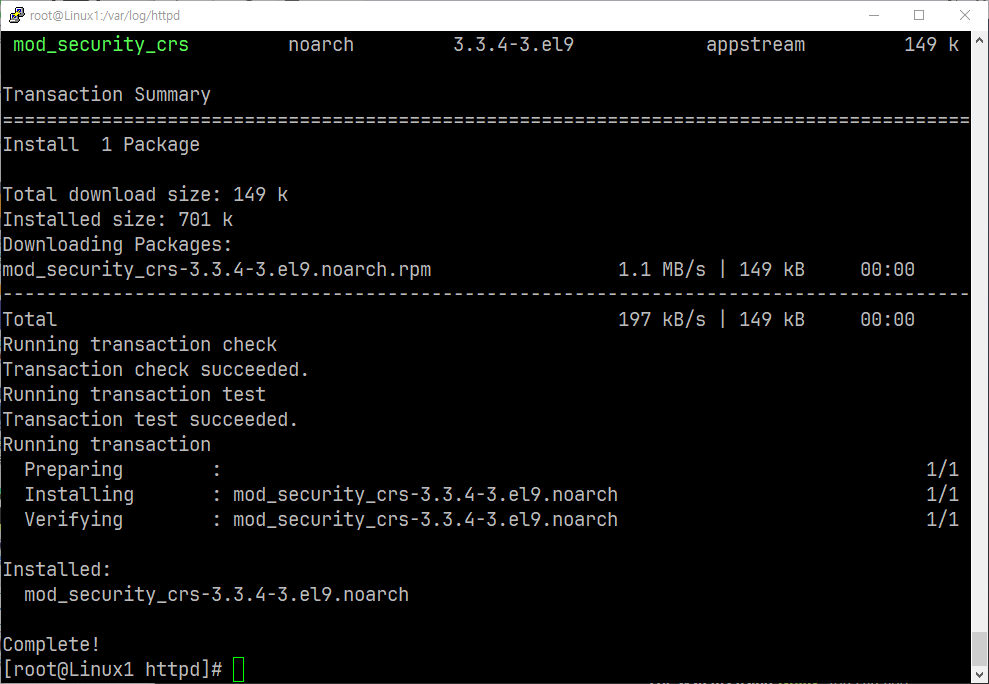 root@Linux1:/var/log/httpd
mod_security_crs noarch 3.3.4-3.el9 appstream 149 k
Transaction Summary
========================================================================================
Install  1 Package
Total download size: 149 k
Installed size: 701 k
Downloading Packages:
mod_security_crs-3.3.4-3.el9.noarch.rpm 1.1 MB/s | 149 kB 00:00
----------------------------------------------------------------------------------------
Total 197 kB/s | 149 kB 00:00
Running transaction check
Transaction check succeeded.
Running transaction test
Transaction test succeeded.
Running transaction
Preparing : 1/1
Installing : mod_security_crs-3.3.4-3.el9.noarch 1/1
Verifying : mod_security_crs-3.3.4-3.el9.noarch 1/1
Installed:
mod_security_crs-3.3.4-3.el9.noarch
Complete!
[root@Linux1 httpd]#